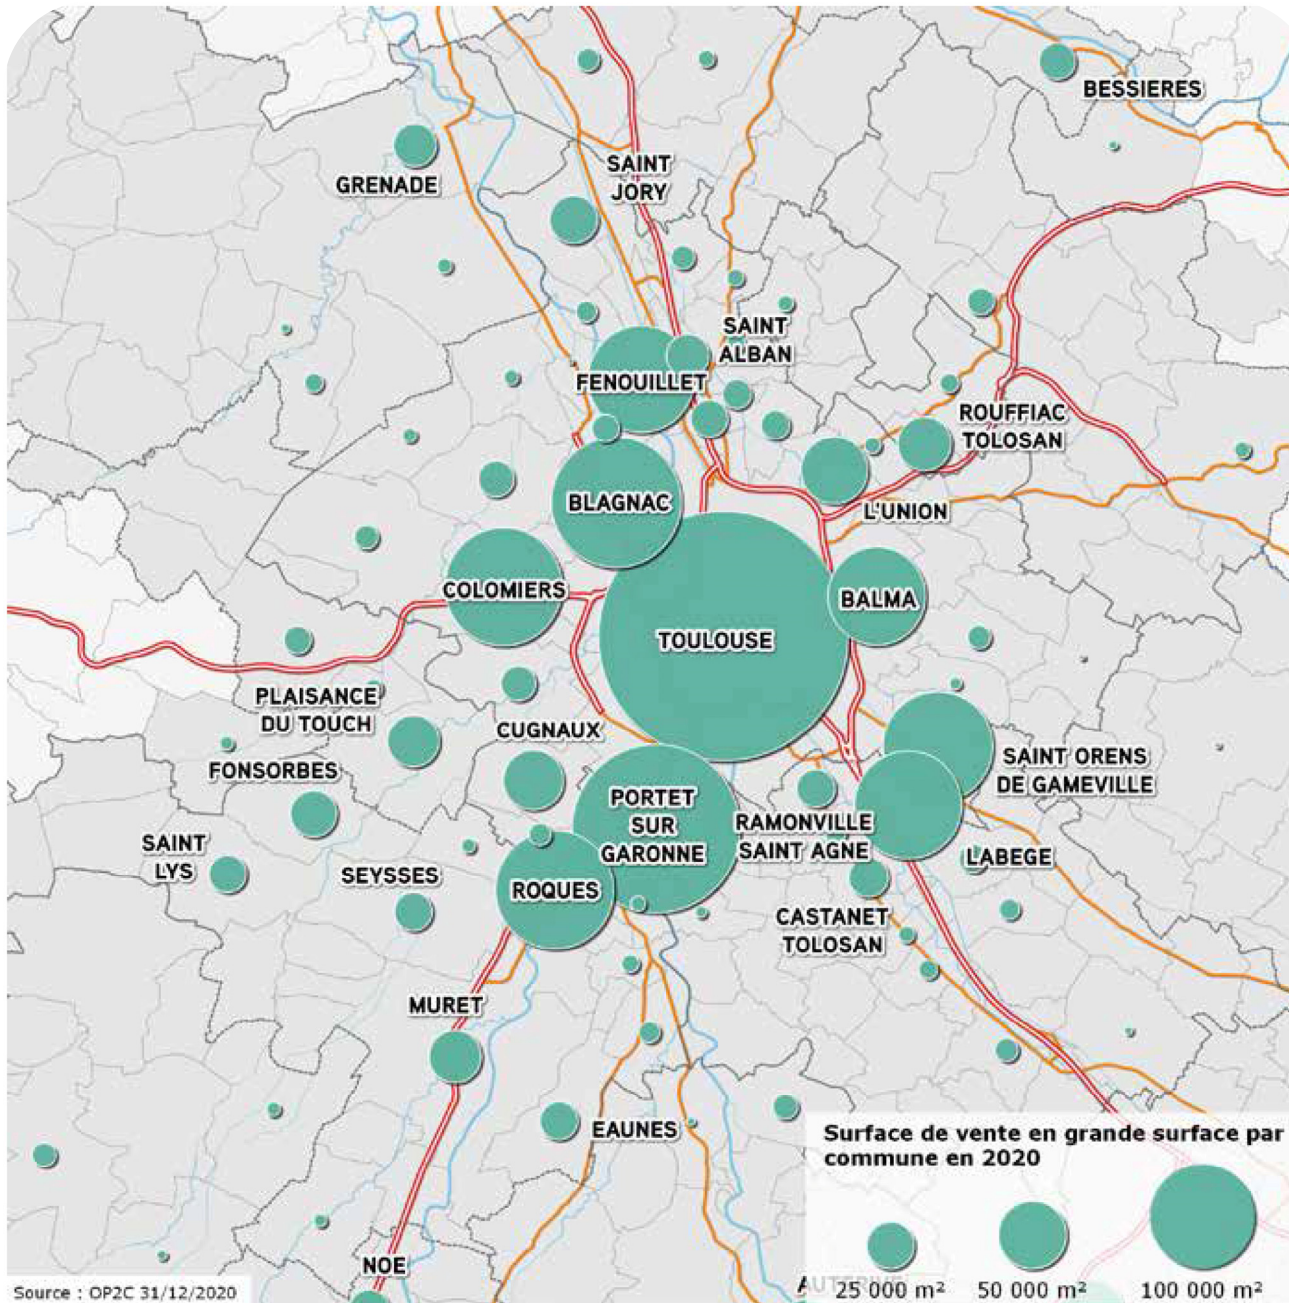 BESSIERES
SAINT
JORY
GRENADE
SAINT
ALBAN
FENOUILLET
ROUFFIAC
TOLOSAN
BLAGNAC
L'UNION
COLOMIERS
BALMA
TOULOUSE
PLAISANCE
DU TOUCH
CUGNAUX
SAINT ORENS
DE GAMEVILLE
FONSORBES
PORTET
SUR
GARONNE
RAMONVILLE
SAINT AGNE
SAINT
LYS
LABEGE
SEYSSES
ROQUES
CASTANET
TOLOSAN
MURET
EAUNES
NOE
AUTERIVE
Surface de vente en grande surface par
commune en 2020
25 000 m²
50 000 m²
100 000 m²
Source : OP2C 31/12/2020